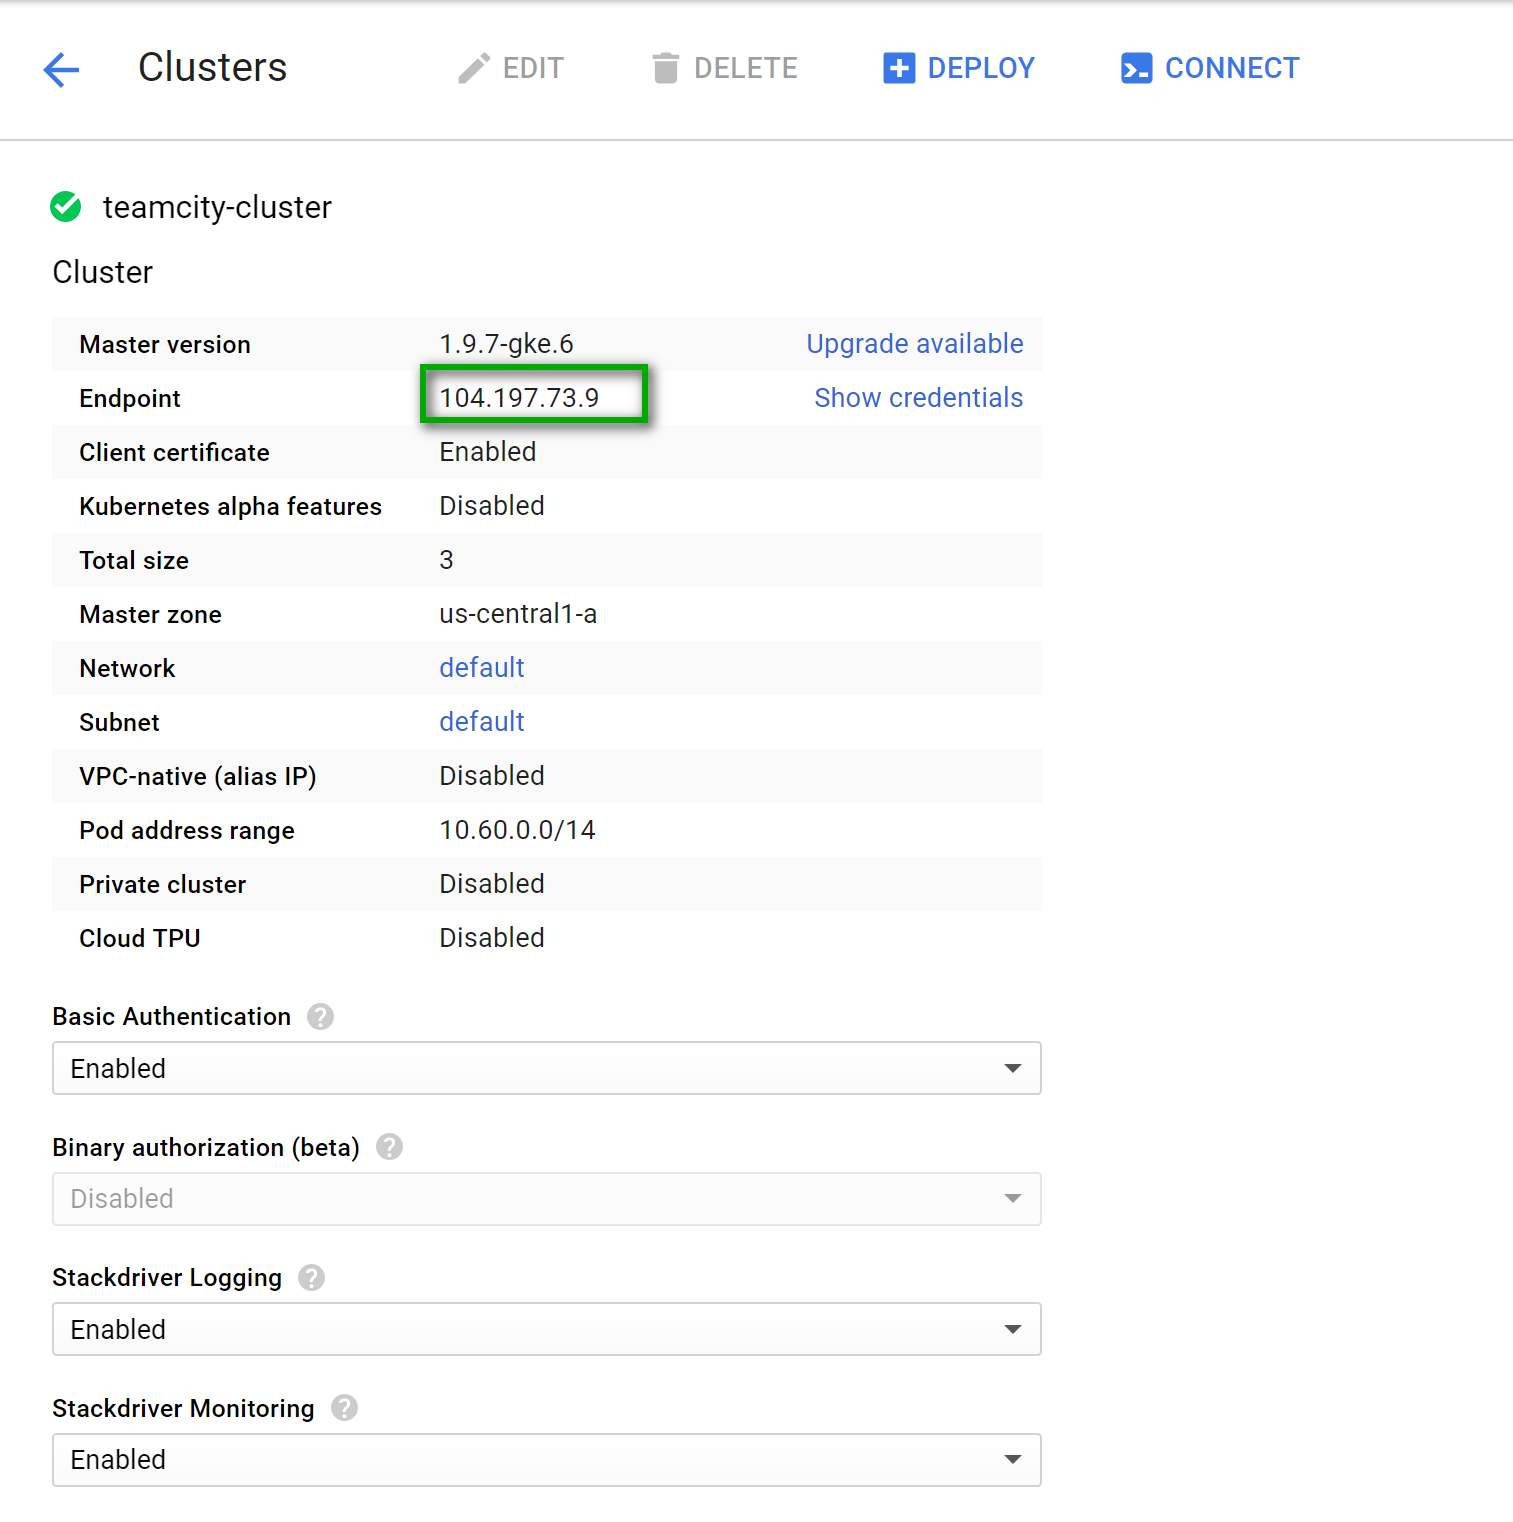 Clusters EDIT DELETE DEPLOY CONNECT
teamcity-cluster
Cluster
Master version 1.9.7-gke.6 Upgrade available
Endpoint 104.197.73.9 Show credentials
Client certificate Enabled
Kubernetes alpha features Disabled
Total size 3
Master zone us-central1-a
Network default
Subnet default
VPC-native (alias IP) Disabled
Pod address range 10.60.0.0/14
Private cluster Disabled
Cloud TPU Disabled
Basic Authentication ?
Enabled
Binary authorization (beta) ?
Disabled
Stackdriver Logging ?
Enabled
Stackdriver Monitoring ?
Enabled